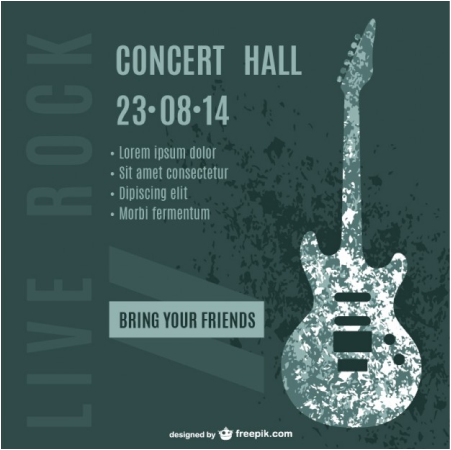 LIVE ROCK
CONCERT HALL
23•08•14
• Lorem ipsum dolor
• Sit amet consectetur
• Dipiscing elit
• Morbi fermentum
BRING YOUR FRIENDS
designed by freepik.com